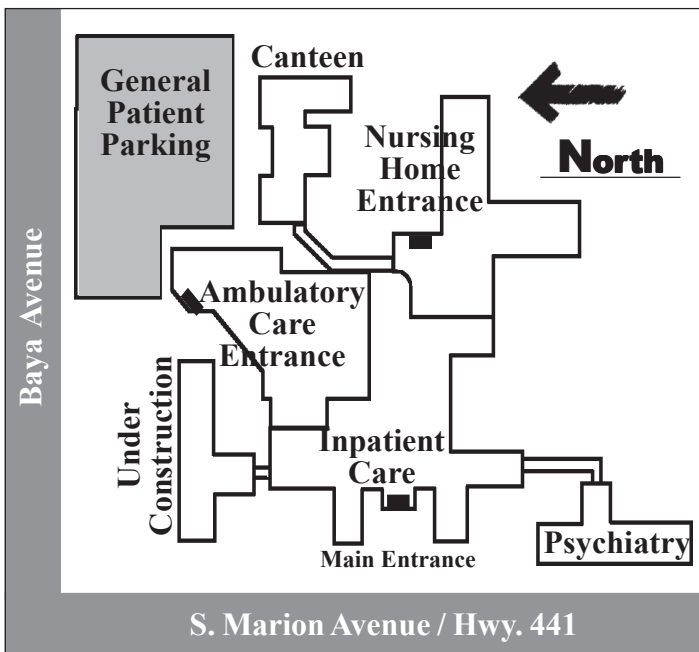 Canteen
General
Patient
Parking
Nursing
Home
Entrance
North
Ambulatory
Care
Entrance
Baya Avenue
Under
Construction
Inpatient
Care
Main Entrance
Psychiatry
S. Marion Avenue / Hwy. 441